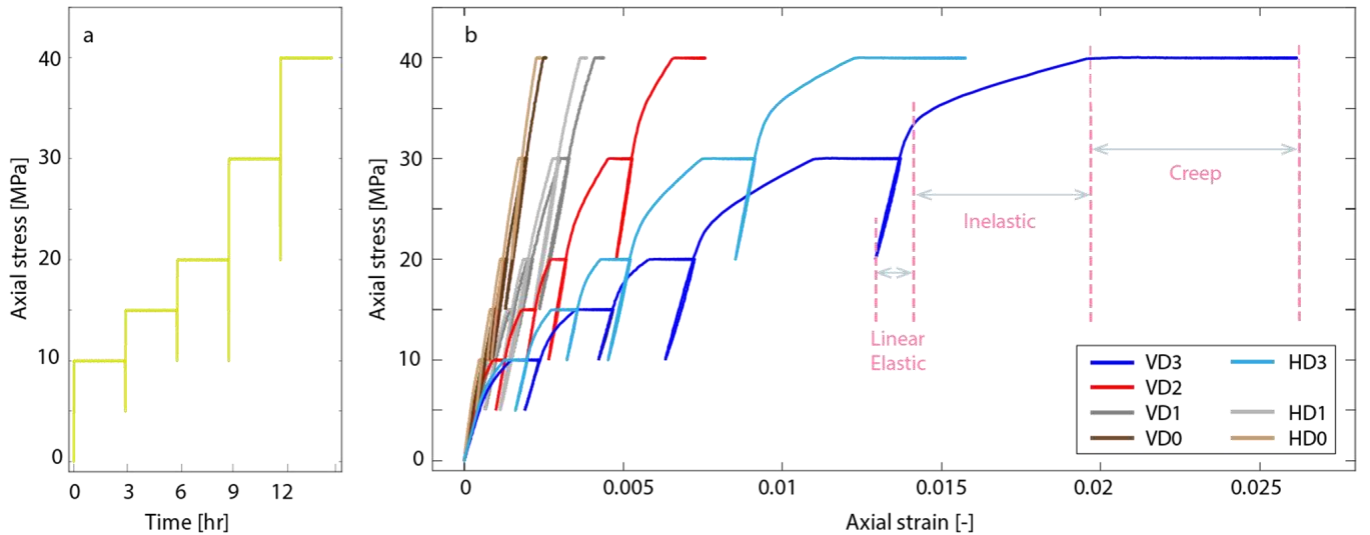 a
Axial stress [MPa]
40
30
20
10
0
0 3 6 9 12
Time [hr]
b
Axial stress [MPa]
40
30
20
10
0
0 0.005 0.01 0.015 0.02 0.025
Axial strain [-]
Creep
Inelastic
Linear
Elastic
VD3 HD3
VD2
VD1 HD1
VD0 HD0